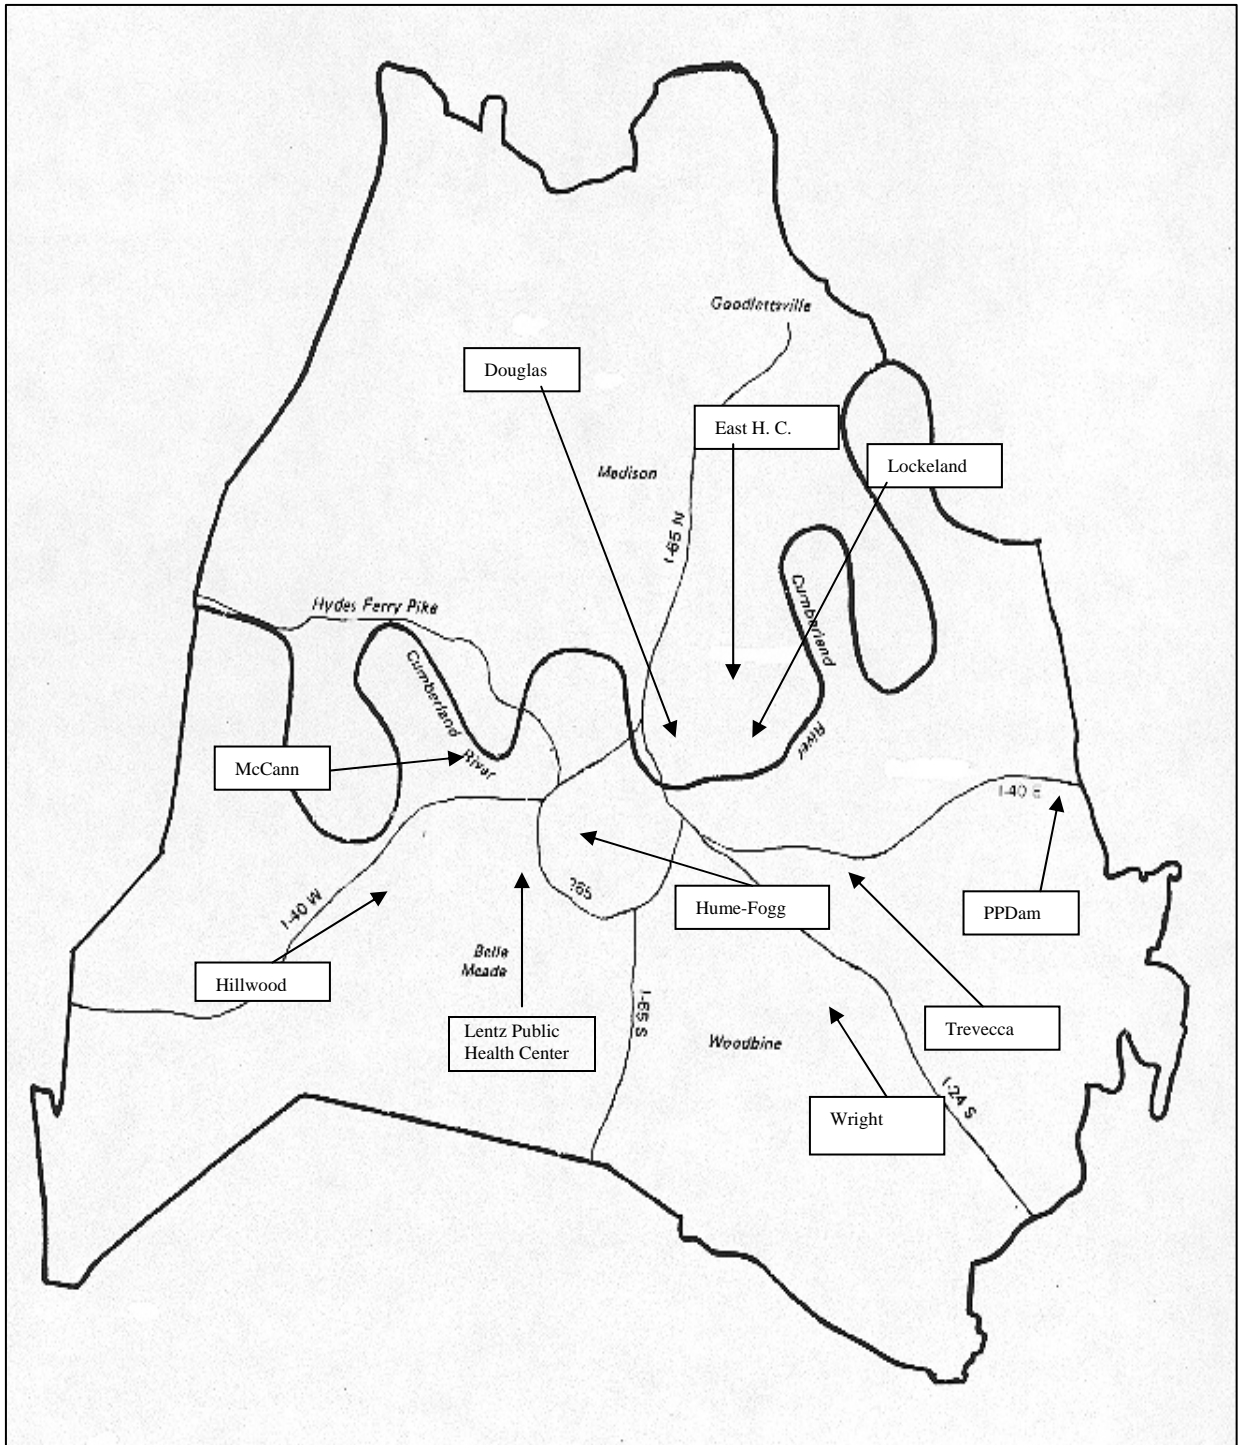 Goodlettsville
Douglas
East H. C.
Lockeland
Madison
I-65 N
Cumberland
River
Hydes Ferry Pike
Cumberland
River
McCann
I-40 E
I-40 W
?65
Hume-Fogg
PPDam
Belle
Meade
Hillwood
I-65 S
Lentz Public
Health Center
Woodbine
Trevecca
I-24 S
Wright